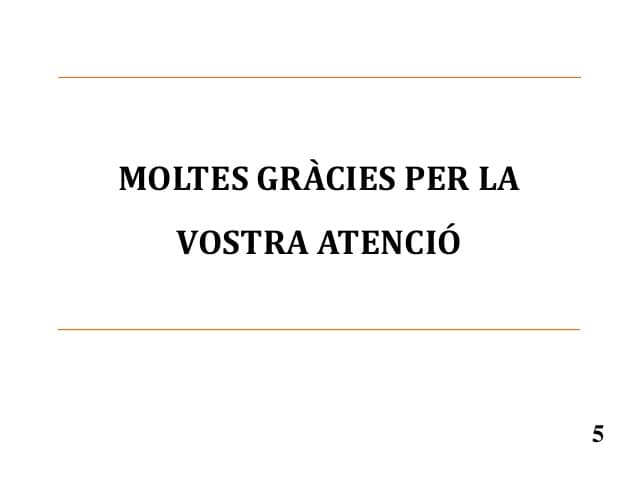 MOLTES GRÀCIES PER LA
VOSTRA ATENCIÓ
5